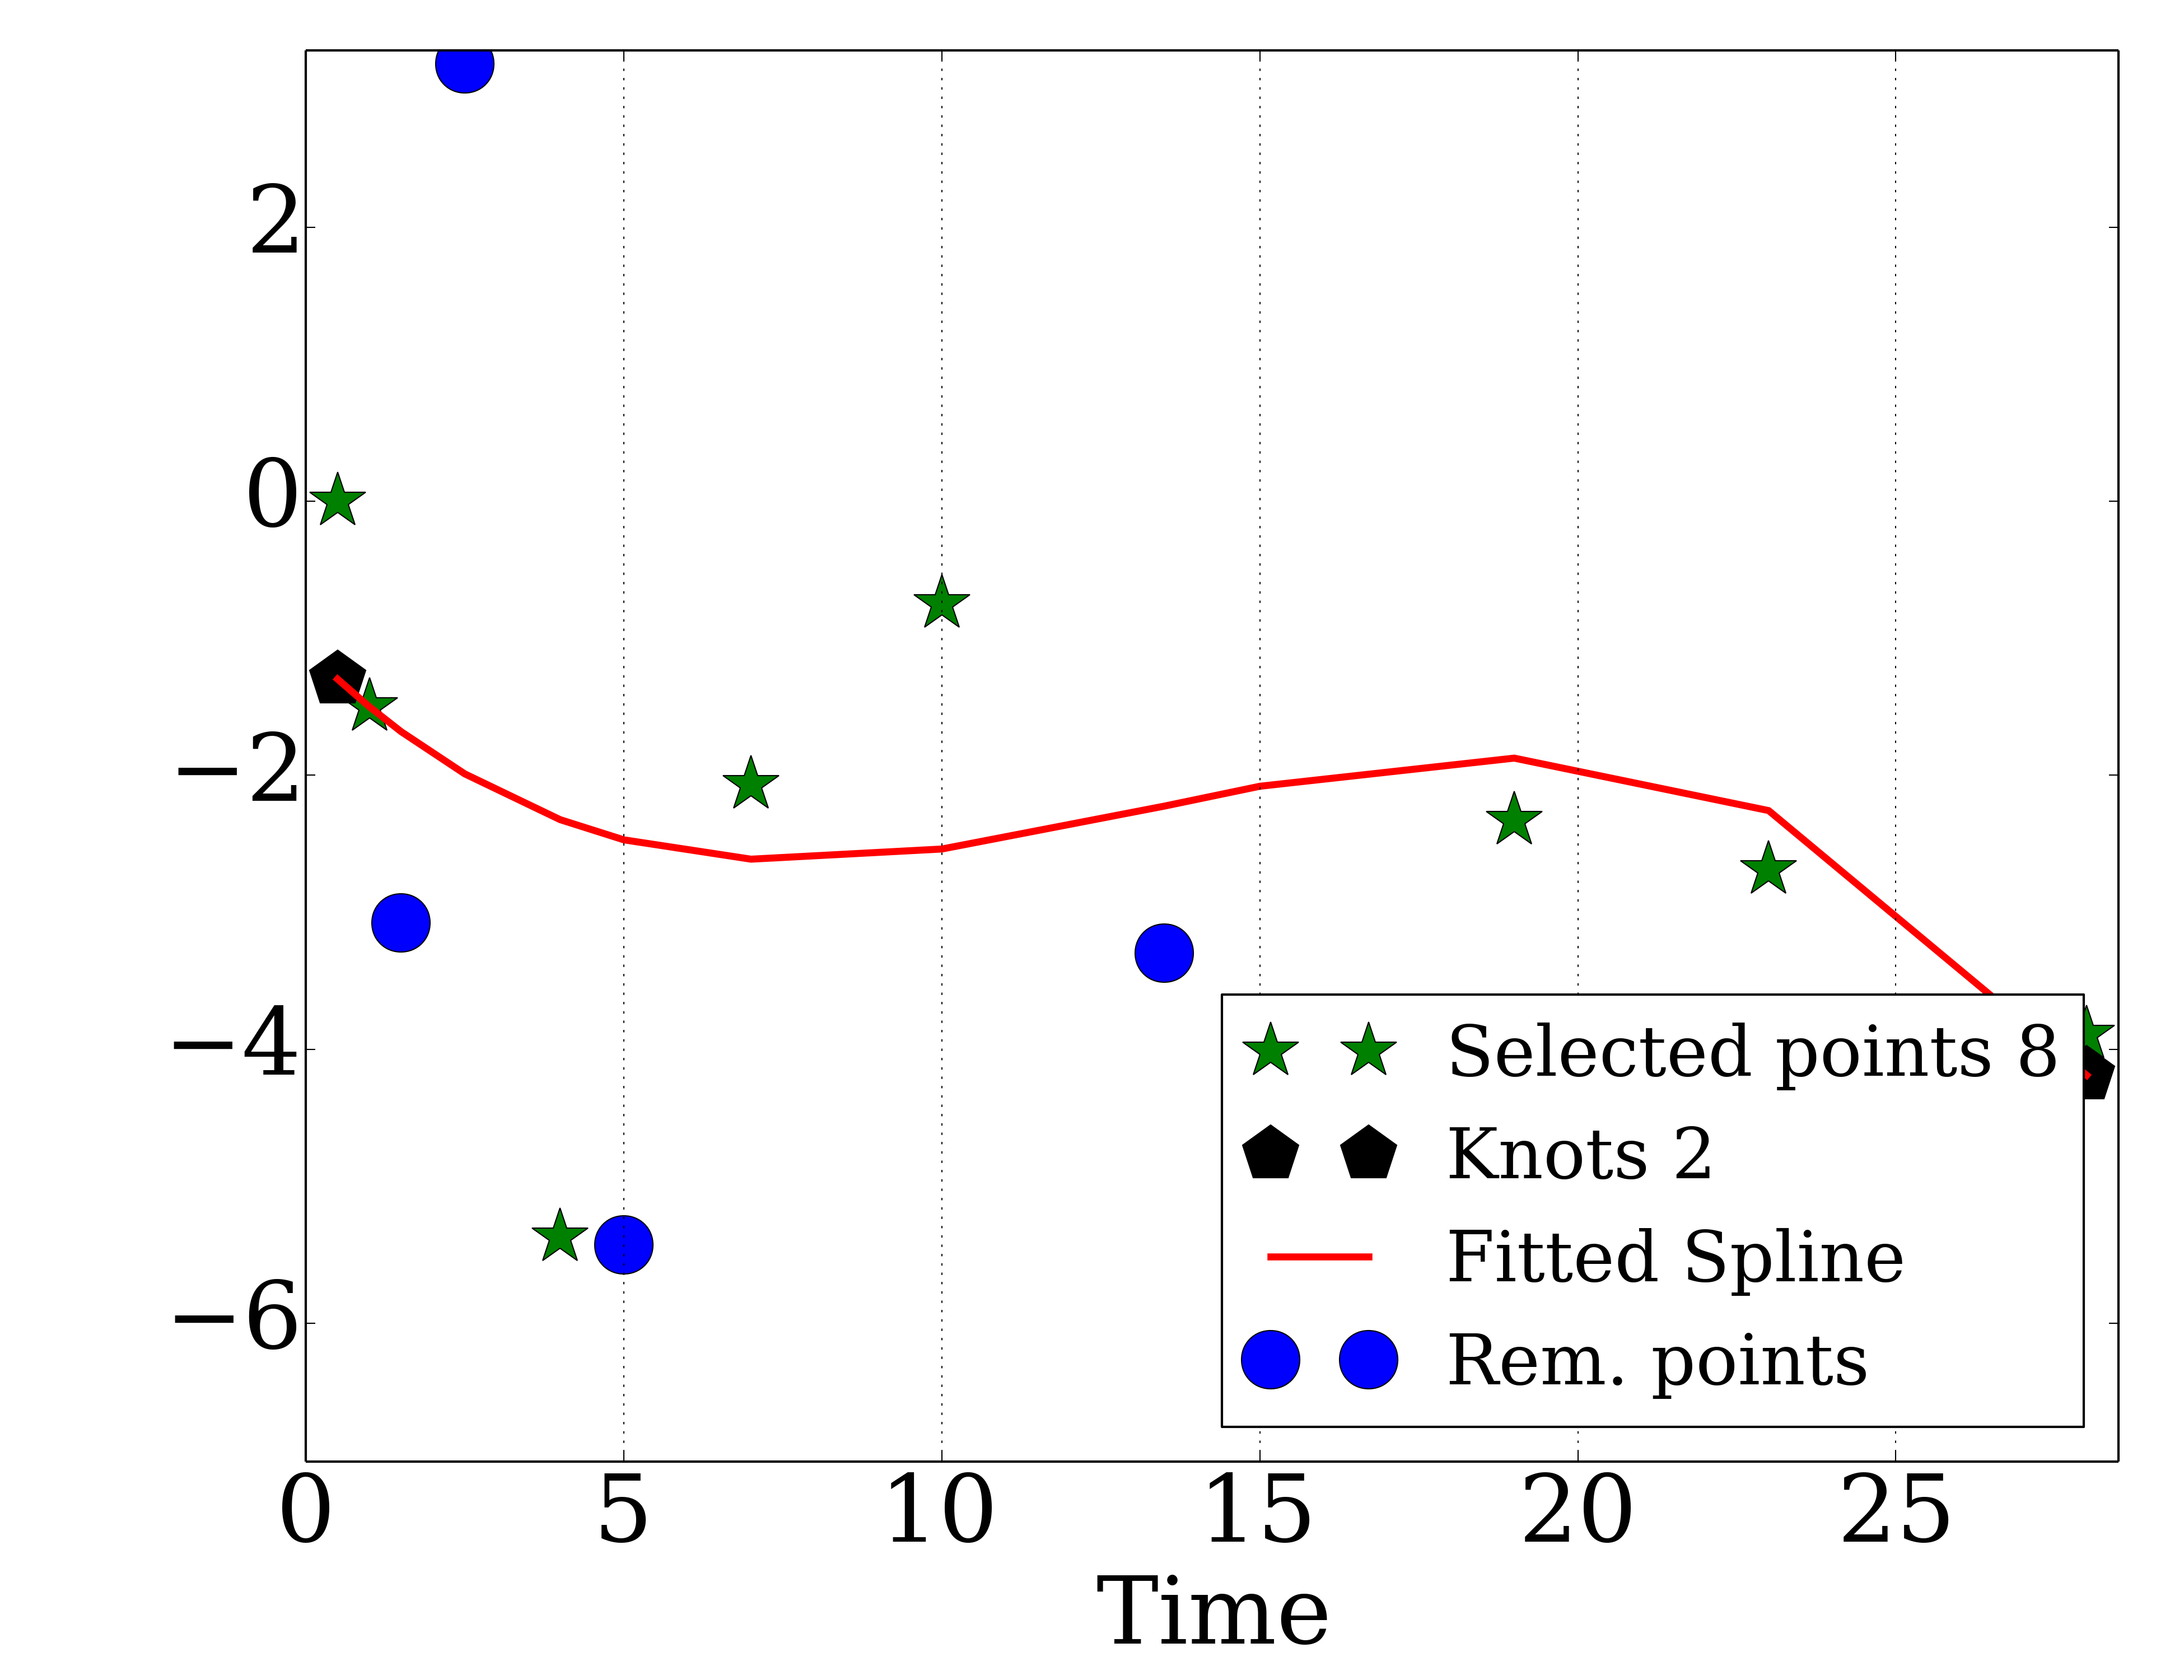 2
0
−2
−4
−6
Selected points 8
Knots 2
Fitted Spline
Rem. points
0 5 10 15 20 25
Time